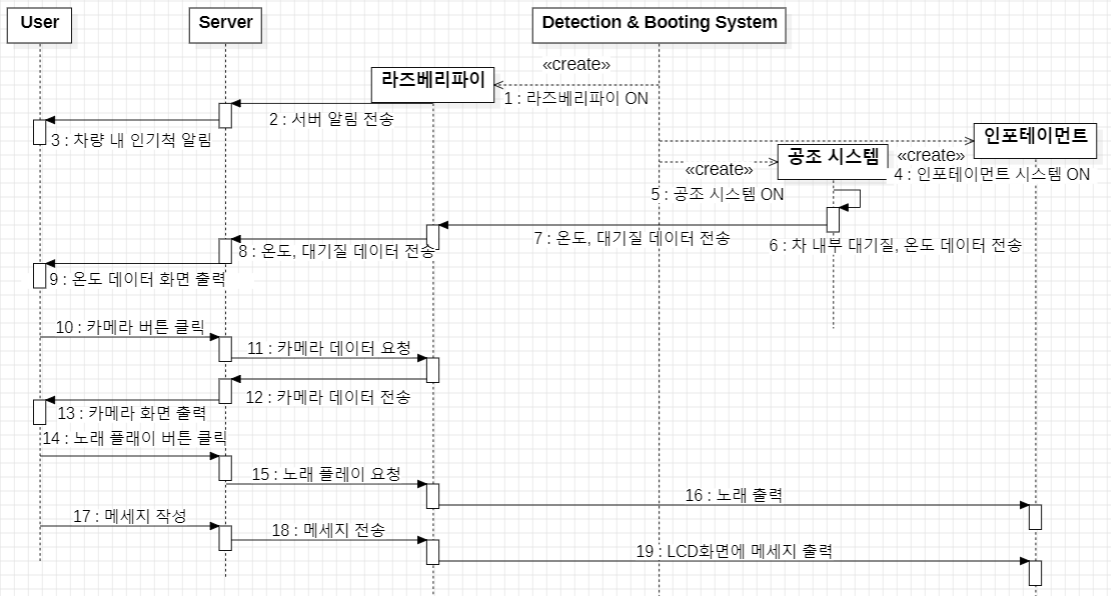 User
Server
Detection & Booting System
«create»
라즈베리파이
1 : 라즈베리파이 ON
2 : 서버 알림 전송
3 : 차량 내 인기척 알림
인포테이먼트
공조 시스템
«create»
«create»
4 : 인포테이먼트 시스템 ON
5 : 공조 시스템 ON
6 : 차 내부 대기질, 온도 데이터 전송
7 : 온도, 대기질 데이터 전송
8 : 온도, 대기질 데이터 전송
9 : 온도 데이터 화면 출력
10 : 카메라 버튼 클릭
11 : 카메라 데이터 요청
12 : 카메라 데이터 전송
13 : 카메라 화면 출력
14 : 노래 플래이 버튼 클릭
15 : 노래 플레이 요청
16 : 노래 출력
17 : 메세지 작성
18 : 메세지 전송
19 : LCD화면에 메세지 출력